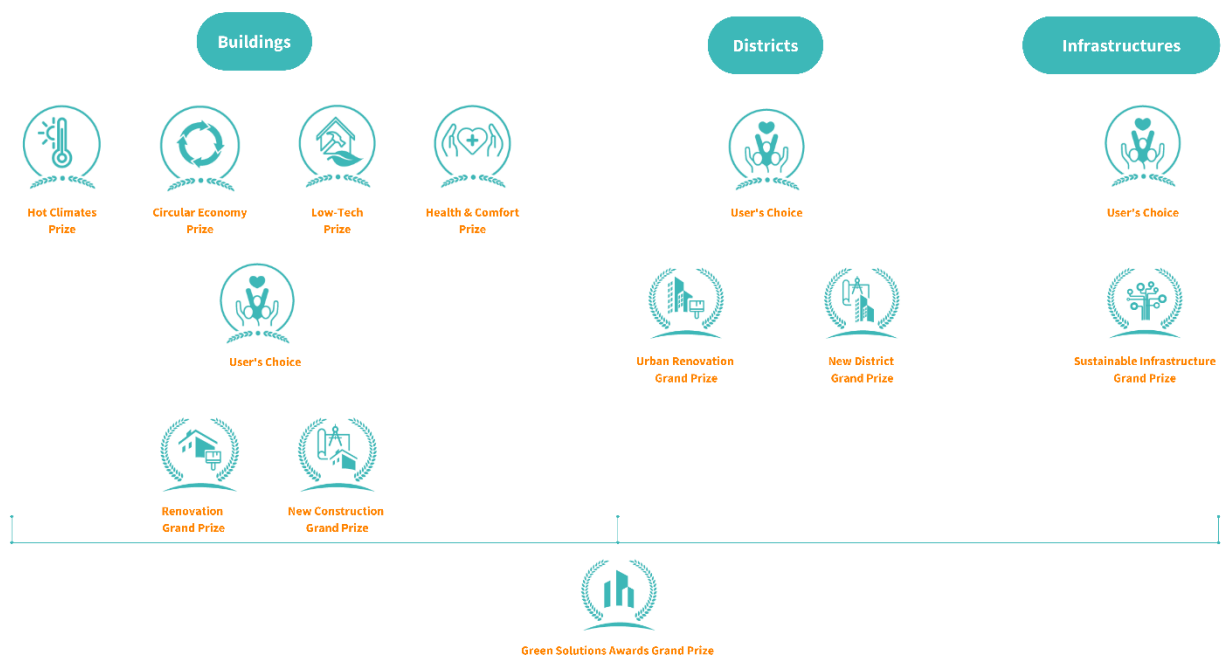 Buildings
Districts
Infrastructures
Hot Climates
Prize
Circular Economy
Prize
Low-Tech
Prize
Health & Comfort
Prize
User's Choice
User's Choice
User's Choice
Urban Renovation
Grand Prize
New District
Grand Prize
Sustainable Infrastructure
Grand Prize
Renovation
Grand Prize
New Construction
Grand Prize
Green Solutions Awards Grand Prize